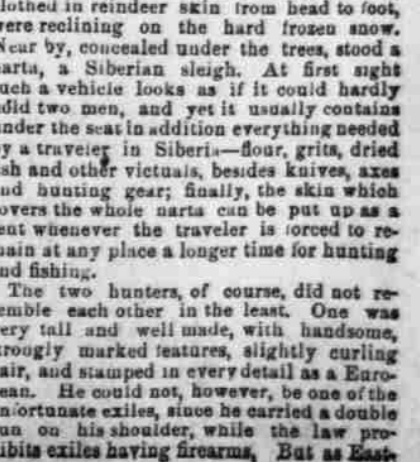 clothed in reindeer skin from head to foot,
were reclining on the hard frozen snow.
Near by, concealed under the trees, stood a
narta, a Siberian sleigh. At first sight
such a vehicle looks as if it could hardly
hold two men, and yet it usually contains
under the seat in addition everything needed
by a traveler in Siberia—flour, grits, dried
fish and other victuals, besides knives, axes
and hunting gear; finally, the skin which
covers the whole narta can be put up as a
tent whenever the traveler is forced to re-
main at any place a longer time for hunting
and fishing.
The two hunters, of course, did not re-
semble each other in the least. One was
very tall and well made, with handsome,
strongly marked features, slightly curling
hair, and stamped in every detail as a Euro-
pean. He could not, however, be one of the
unfortunate exiles, since he carried a double
gun on his shoulder, while the law pro-
hibits exiles having firearms, But as East-